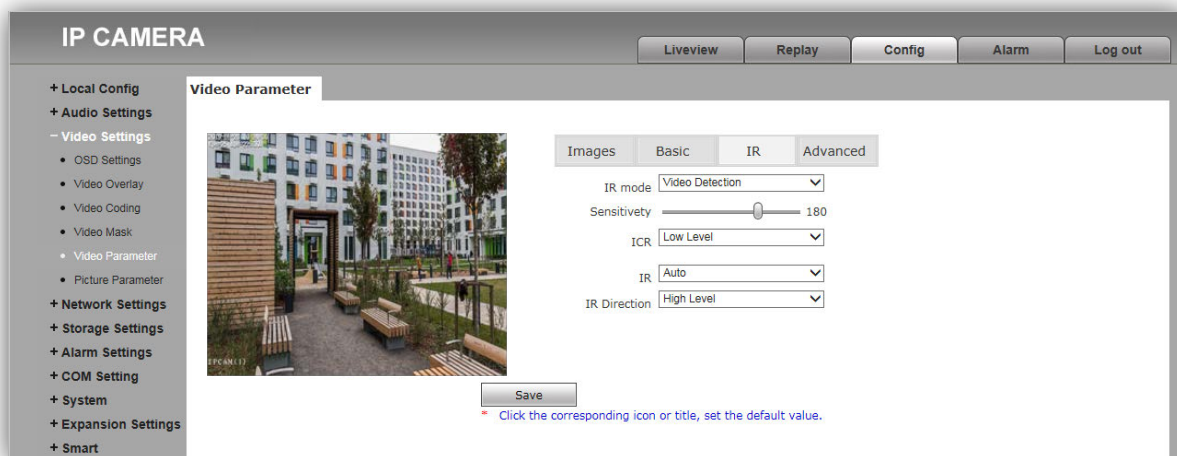 IP CAMERA
Liveview Replay Config Alarm Log out
+ Local Config
Video Parameter
+ Audio Settings
− Video Settings
• OSD Settings
• Video Overlay
• Video Coding
• Video Mask
• Video Parameter
• Picture Parameter
+ Network Settings
+ Storage Settings
+ Alarm Settings
+ COM Setting
+ System
+ Expansion Settings
+ Smart
IPCAM(1)
Images Basic IR Advanced
IR mode Video Detection
Sensitivety 180
ICR Low Level
IR Auto
IR Direction High Level
Save
* Click the corresponding icon or title, set the default value.